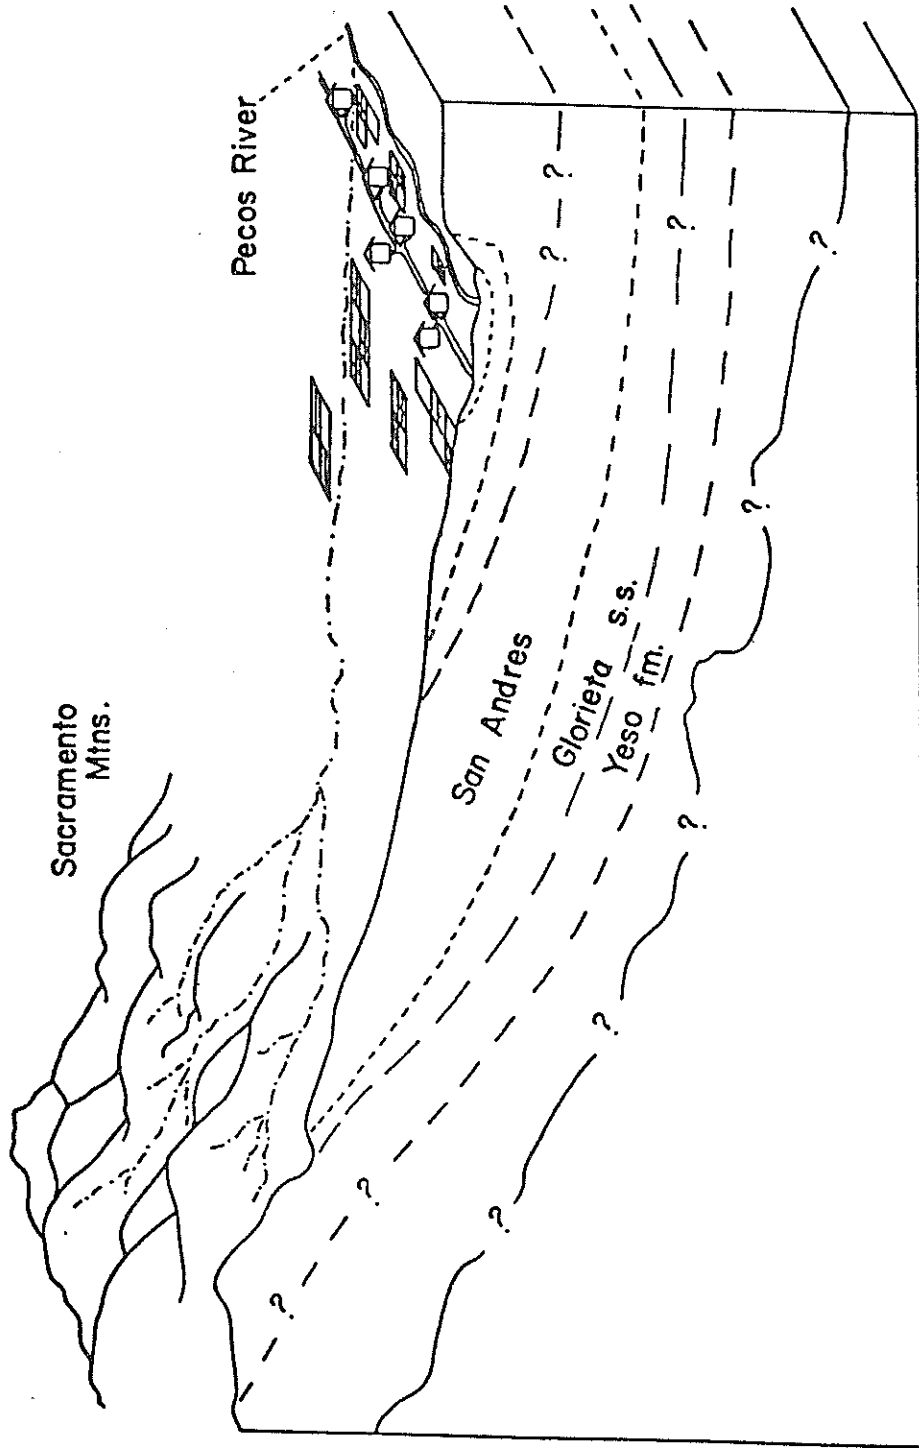 Sacramento
Mtns.
Pecos River
San Andres
Glorieta s.s.
Yeso fm.
?
?
?
?
?
?
?
?
?
?